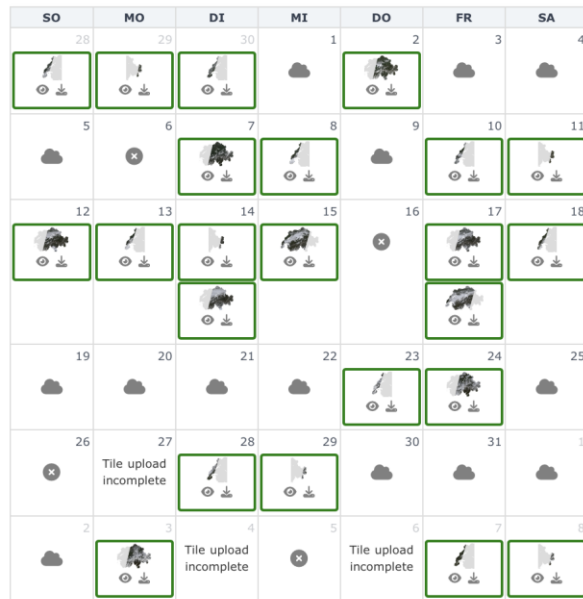 SO MO DI MI DO FR SA
28 29 30 1 2 3 4
5 6 7 8 9 10 11
12 13 14 15 16 17 18
19 20 21 22 23 24 25
26 27 28 29 30 31 1
Tile upload
incomplete
2 3 4 5 6 7 8
Tile upload Tile upload
incomplete incomplete